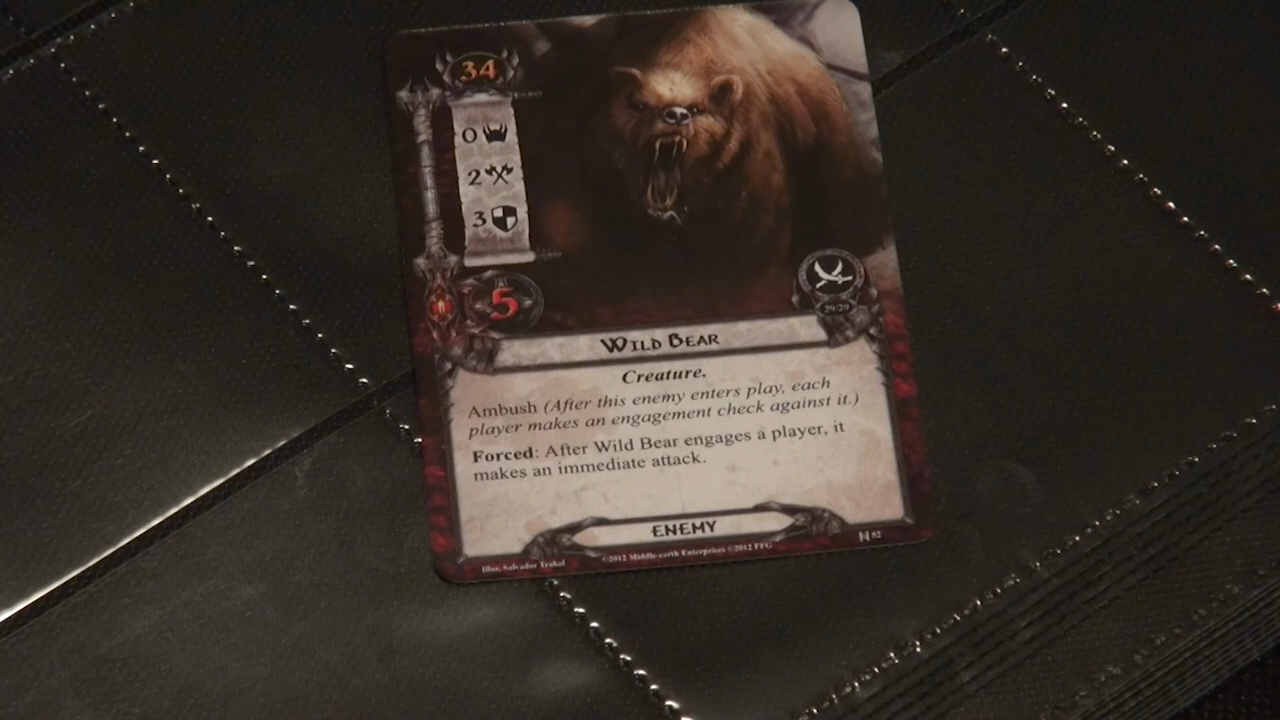 34
0
2
3
5
29/29
WILD BEAR
Creature.
Ambush (After this enemy enters play, each
player makes an engagement check against it.)
Forced: After Wild Bear engages a player, it
makes an immediate attack.
ENEMY
Illus. Salvador Trakal
©2012 Middle-earth Enterprises ©2012 FFG
52